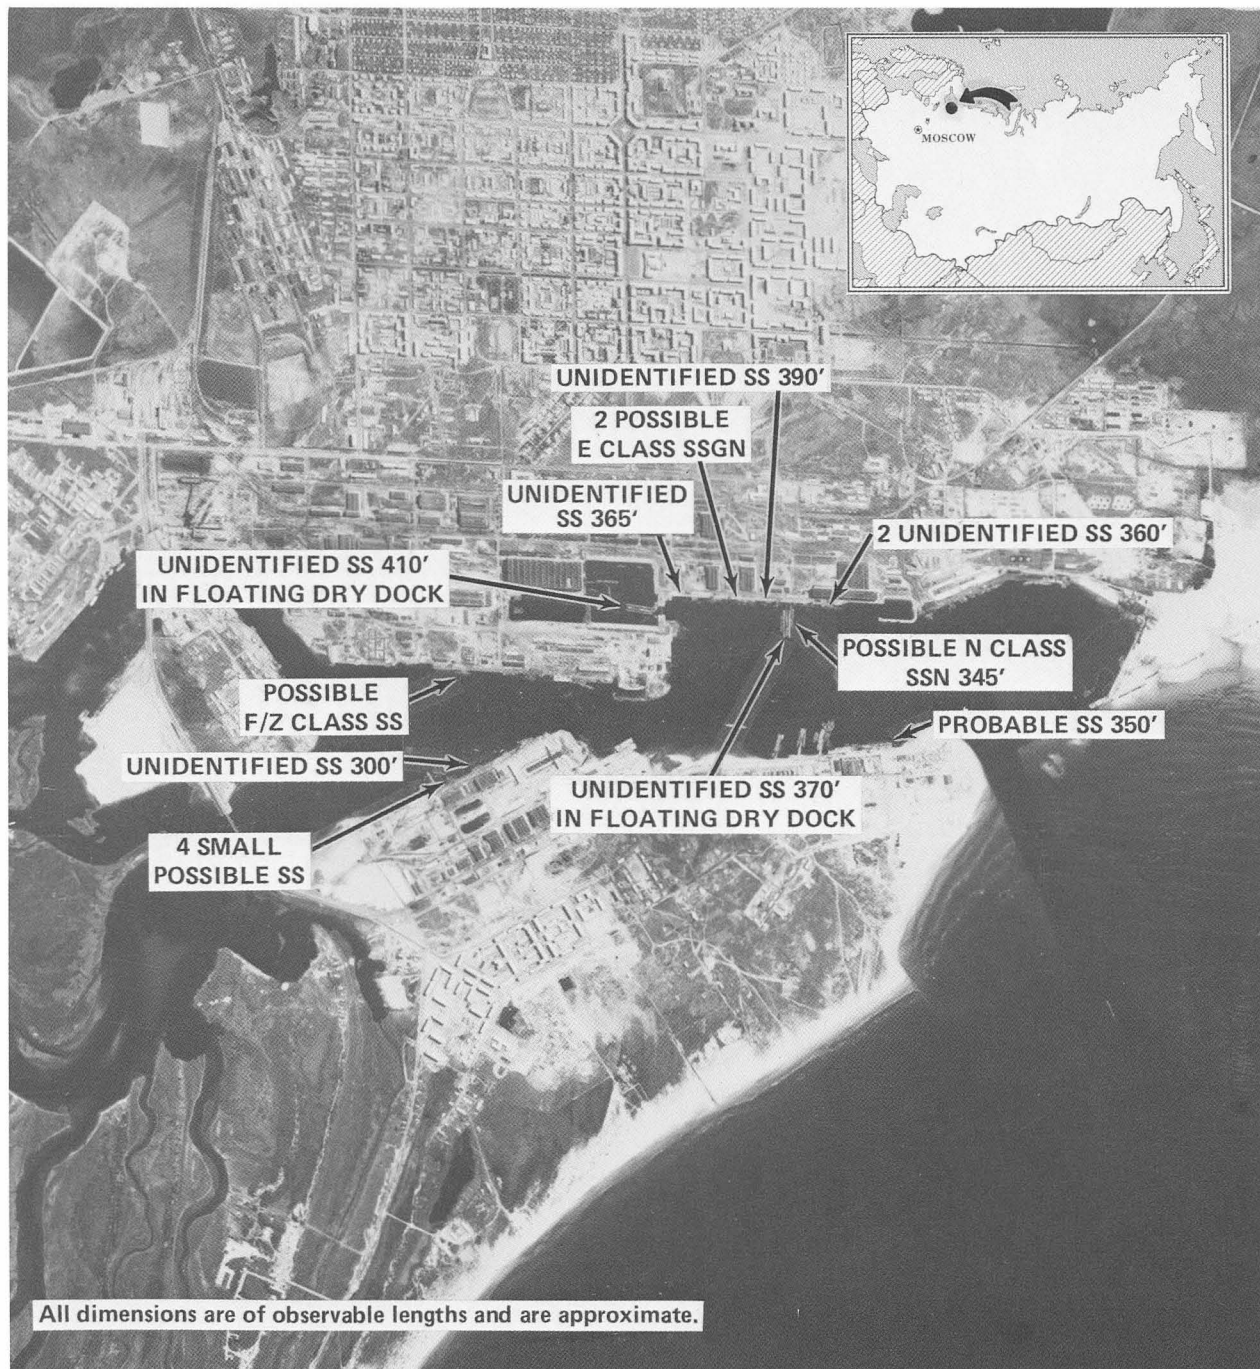 MOSCOW
UNIDENTIFIED SS 390'
2 POSSIBLE
E CLASS SSGN
UNIDENTIFIED
SS 365'
2 UNIDENTIFIED SS 360'
UNIDENTIFIED SS 410'
IN FLOATING DRY DOCK
POSSIBLE N CLASS
SSN 345'
POSSIBLE
F/Z CLASS SS
PROBABLE SS 350'
UNIDENTIFIED SS 300'
UNIDENTIFIED SS 370'
IN FLOATING DRY DOCK
4 SMALL
POSSIBLE SS
All dimensions are of observable lengths and are approximate.